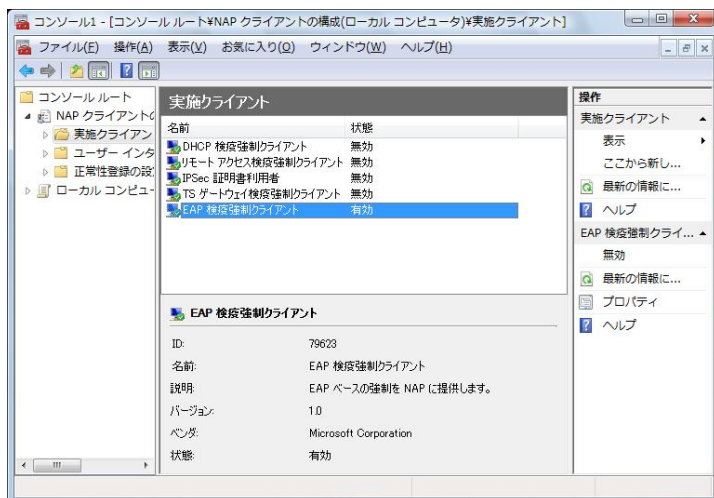 コンソール1 - [コンソール ルート¥NAP クライアントの構成(ローカル コンピュータ)¥実施クライアント]
ファイル(F) 操作(A) 表示(V) お気に入り(O) ウィンドウ(W) ヘルプ(H)
コンソール ルート
NAP クライアントの
実施クライアン
ユーザー インタ
正常性登録の設
ローカル コンピュー
実施クライアント
名前 状態
DHCP 検疫強制クライアント 無効
リモート アクセス検疫強制クライアント 無効
IPSec 証明書利用者 無効
TS ゲートウェイ検疫強制クライアント 無効
EAP 検疫強制クライアント 有効
EAP 検疫強制クライアント
ID: 79623
名前: EAP 検疫強制クライアント
説明: EAP ベースの強制を NAP に提供します。
バージョン: 1.0
ベンダ: Microsoft Corporation
状態: 有効
操作
実施クライアント
表示
ここから新し...
最新の情報に...
ヘルプ
EAP 検疫強制クライ...
無効
最新の情報に...
プロパティ
ヘルプ